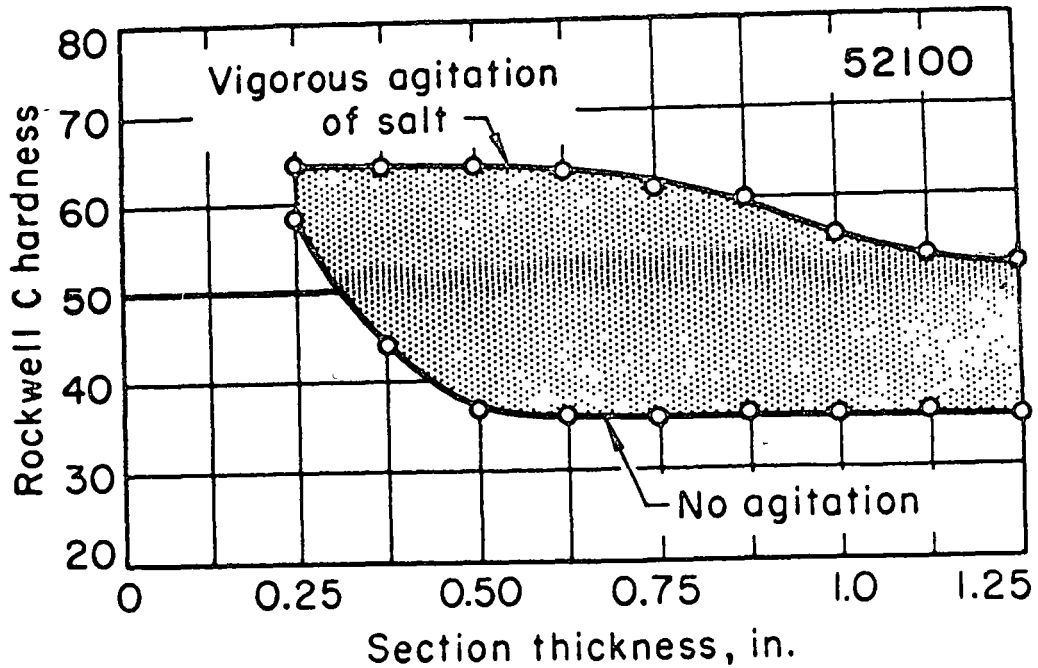 80
70
60
50
40
30
20
Rockwell C hardness
Vigorous agitation
of salt
52100
No agitation
0
0.25
0.50
0.75
1.0
1.25
Section thickness, in.